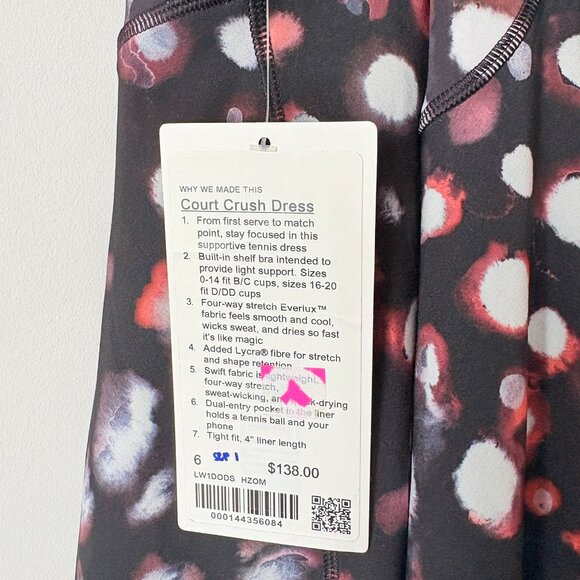 WHY WE MADE THIS
Court Crush Dress
1. From first serve to match
point, stay focused in this
supportive tennis dress
2. Built-in shelf bra intended to
provide light support. Sizes
0-14 fit B/C cups, sizes 16-20
fit D/DD cups
3. Four-way stretch Everlux™
fabric feels smooth and cool,
wicks sweat, and dries so fast
it's like magic
4. Added Lycra® fibre for stretch
and shape retention
5. Swift fabric is lightweight,
four-way stretch,
sweat-wicking, -drying
6. Dual-entry pocket in the liner
holds a tennis ball and your
phone
7. Tight fit, 4" liner length
6 $138.00
LW1DODS HZOM
000144356084